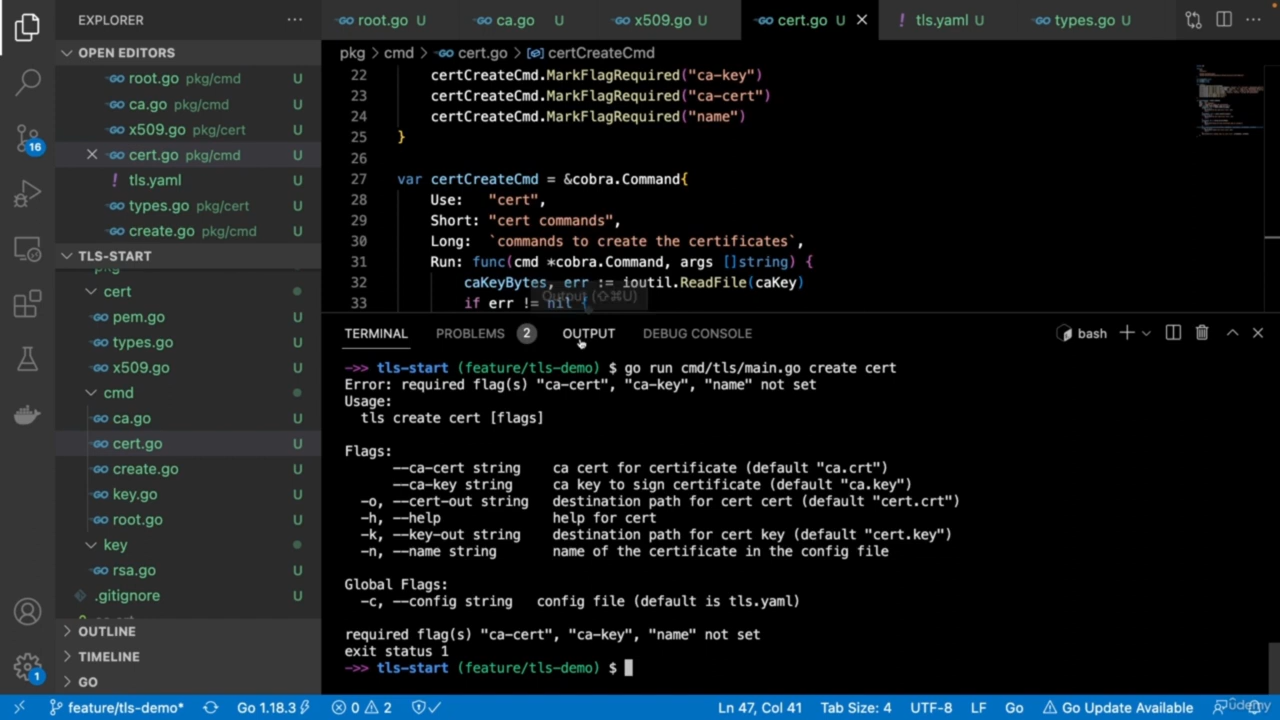 EXPLORER
OPEN EDITORS
root.go pkg/cmd U
ca.go pkg/cmd U
x509.go pkg/cert U
cert.go pkg/cmd U
tls.yaml U
types.go pkg/cert U
create.go pkg/cmd U
TLS-START
pkg
cert
pem.go U
types.go U
x509.go U
cmd
ca.go U
cert.go U
create.go U
key.go U
root.go U
key
rsa.go U
.gitignore U
OUTLINE
TIMELINE
GO
16
1
root.go U ca.go U x509.go U cert.go U tls.yaml U types.go U
pkg > cmd > cert.go > certCreateCmd
22 certCreateCmd.MarkFlagRequired("ca-key")
23 certCreateCmd.MarkFlagRequired("ca-cert")
24 certCreateCmd.MarkFlagRequired("name")
25 }
26
27 var certCreateCmd = &cobra.Command{
28 Use: "cert",
29 Short: "cert commands",
30 Long: `commands to create the certificates`,
31 Run: func(cmd *cobra.Command, args []string) {
32 caKeyBytes, err := ioutil.ReadFile(caKey)
33 if err != nil {
Output (⇧⌘U)
TERMINAL PROBLEMS 2 OUTPUT DEBUG CONSOLE bash
->> tls-start (feature/tls-demo) $ go run cmd/tls/main.go create cert
Error: required flag(s) "ca-cert", "ca-key", "name" not set
Usage:
tls create cert [flags]
Flags:
--ca-cert string ca cert for certificate (default "ca.crt")
--ca-key string ca key to sign certificate (default "ca.key")
-o, --cert-out string destination path for cert cert (default "cert.crt")
-h, --help help for cert
-k, --key-out string destination path for cert key (default "cert.key")
-n, --name string name of the certificate in the config file
Global Flags:
-c, --config string config file (default is tls.yaml)
required flag(s) "ca-cert", "ca-key", "name" not set
exit status 1
->> tls-start (feature/tls-demo) $
feature/tls-demo* Go 1.18.3 0 2 Ln 47, Col 41 Tab Size: 4 UTF-8 LF Go Go Update Available
Udemy